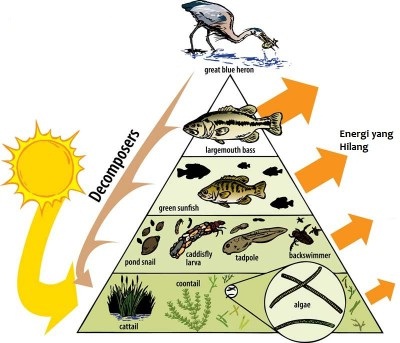 great blue heron
largemouth bass
Energi yang
Hilang
Decomposers
green sunfish
pond snail
caddisfly
larva
tadpole
backswimmer
coontail
algae
cattail